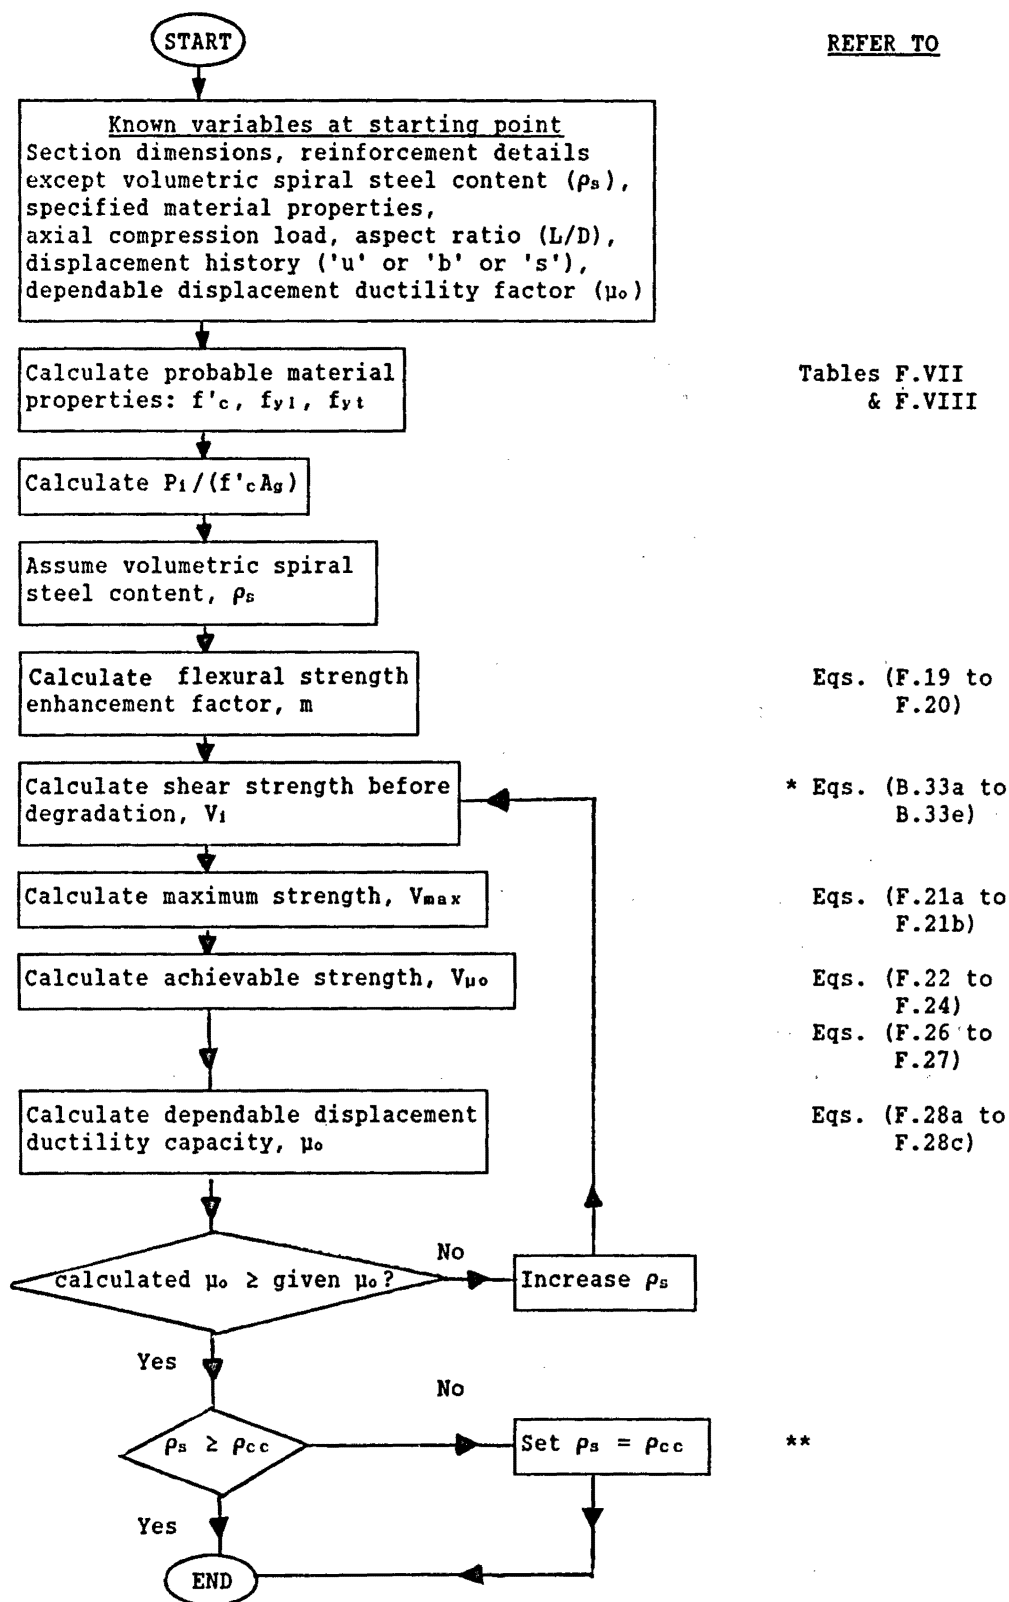 START
REFER TO
Known variables at starting point
Section dimensions, reinforcement details
except volumetric spiral steel content (ρs),
specified material properties,
axial compression load, aspect ratio (L/D),
displacement history ('u' or 'b' or 's'),
dependable displacement ductility factor (μo)
Calculate probable material
properties: f'c, fyl, fyt
Tables F.VII
& F.VIII
Calculate Pi/(f'cAg)
Assume volumetric spiral
steel content, ρs
Calculate flexural strength
enhancement factor, m
Eqs. (F.19 to
F.20)
Calculate shear strength before
degradation, Vi
* Eqs. (B.33a to
B.33e)
Calculate maximum strength, Vmax
Eqs. (F.21a to
F.21b)
Calculate achievable strength, Vμo
Eqs. (F.22 to
F.24)
Eqs. (F.26 to
F.27)
Calculate dependable displacement
ductility capacity, μo
Eqs. (F.28a to
F.28c)
calculated μo ≥ given μo?
No
Increase ρs
Yes
No
ρs ≥ ρcc
Set ρs = ρcc
**
Yes
END